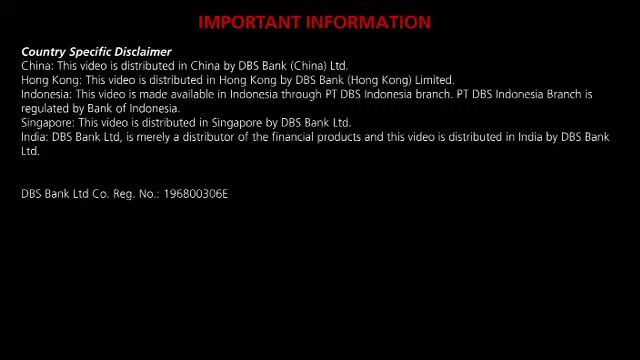 IMPORTANT INFORMATION
Country Specific Disclaimer
China: This video is distributed in China by DBS Bank (China) Ltd.
Hong Kong: This video is distributed in Hong Kong by DBS Bank (Hong Kong) Limited.
Indonesia: This video is made available in Indonesia through PT DBS Indonesia branch. PT DBS Indonesia Branch is
regulated by Bank of Indonesia.
Singapore: This video is distributed in Singapore by DBS Bank Ltd.
India: DBS Bank Ltd, is merely a distributor of the financial products and this video is distributed in India by DBS Bank
Ltd.
DBS Bank Ltd Co. Reg. No.: 196800306E